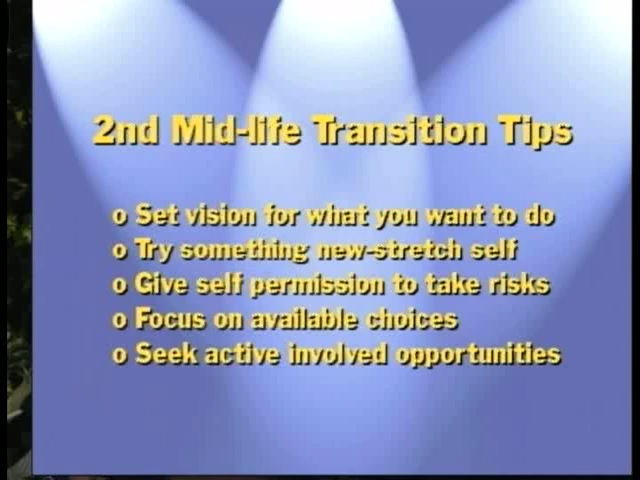 2nd Mid-life Transition Tips
o Set vision for what you want to do
o Try something new-stretch self
o Give self permission to take risks
o Focus on available choices
o Seek active involved opportunities